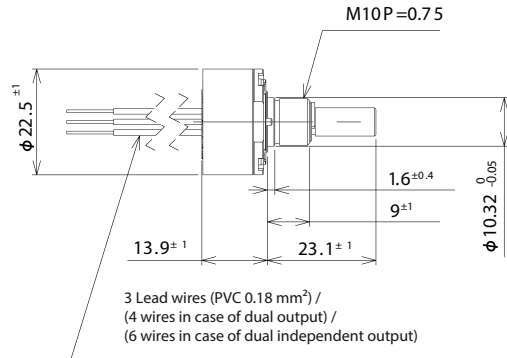 M10 P=0.75
φ22.5 ±1
1.6±0.4
9±1
φ10.32 0 -0.05
13.9± 1
23.1± 1
3 Lead wires (PVC 0.18 mm²) /
(4 wires in case of dual output) /
(6 wires in case of dual independent output)